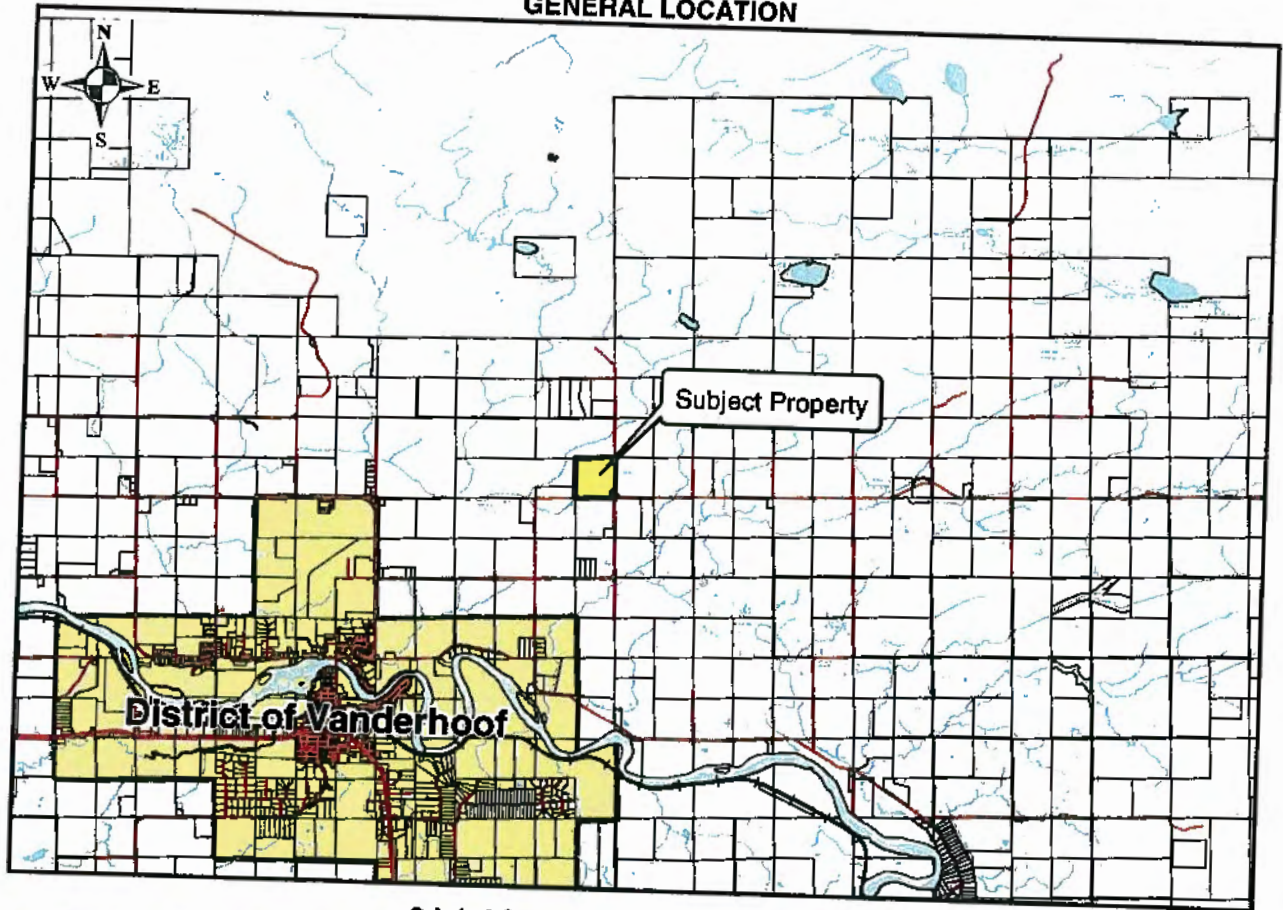 GENERAL LOCATION
N
W E
S
Subject Property
District of Vanderhoof